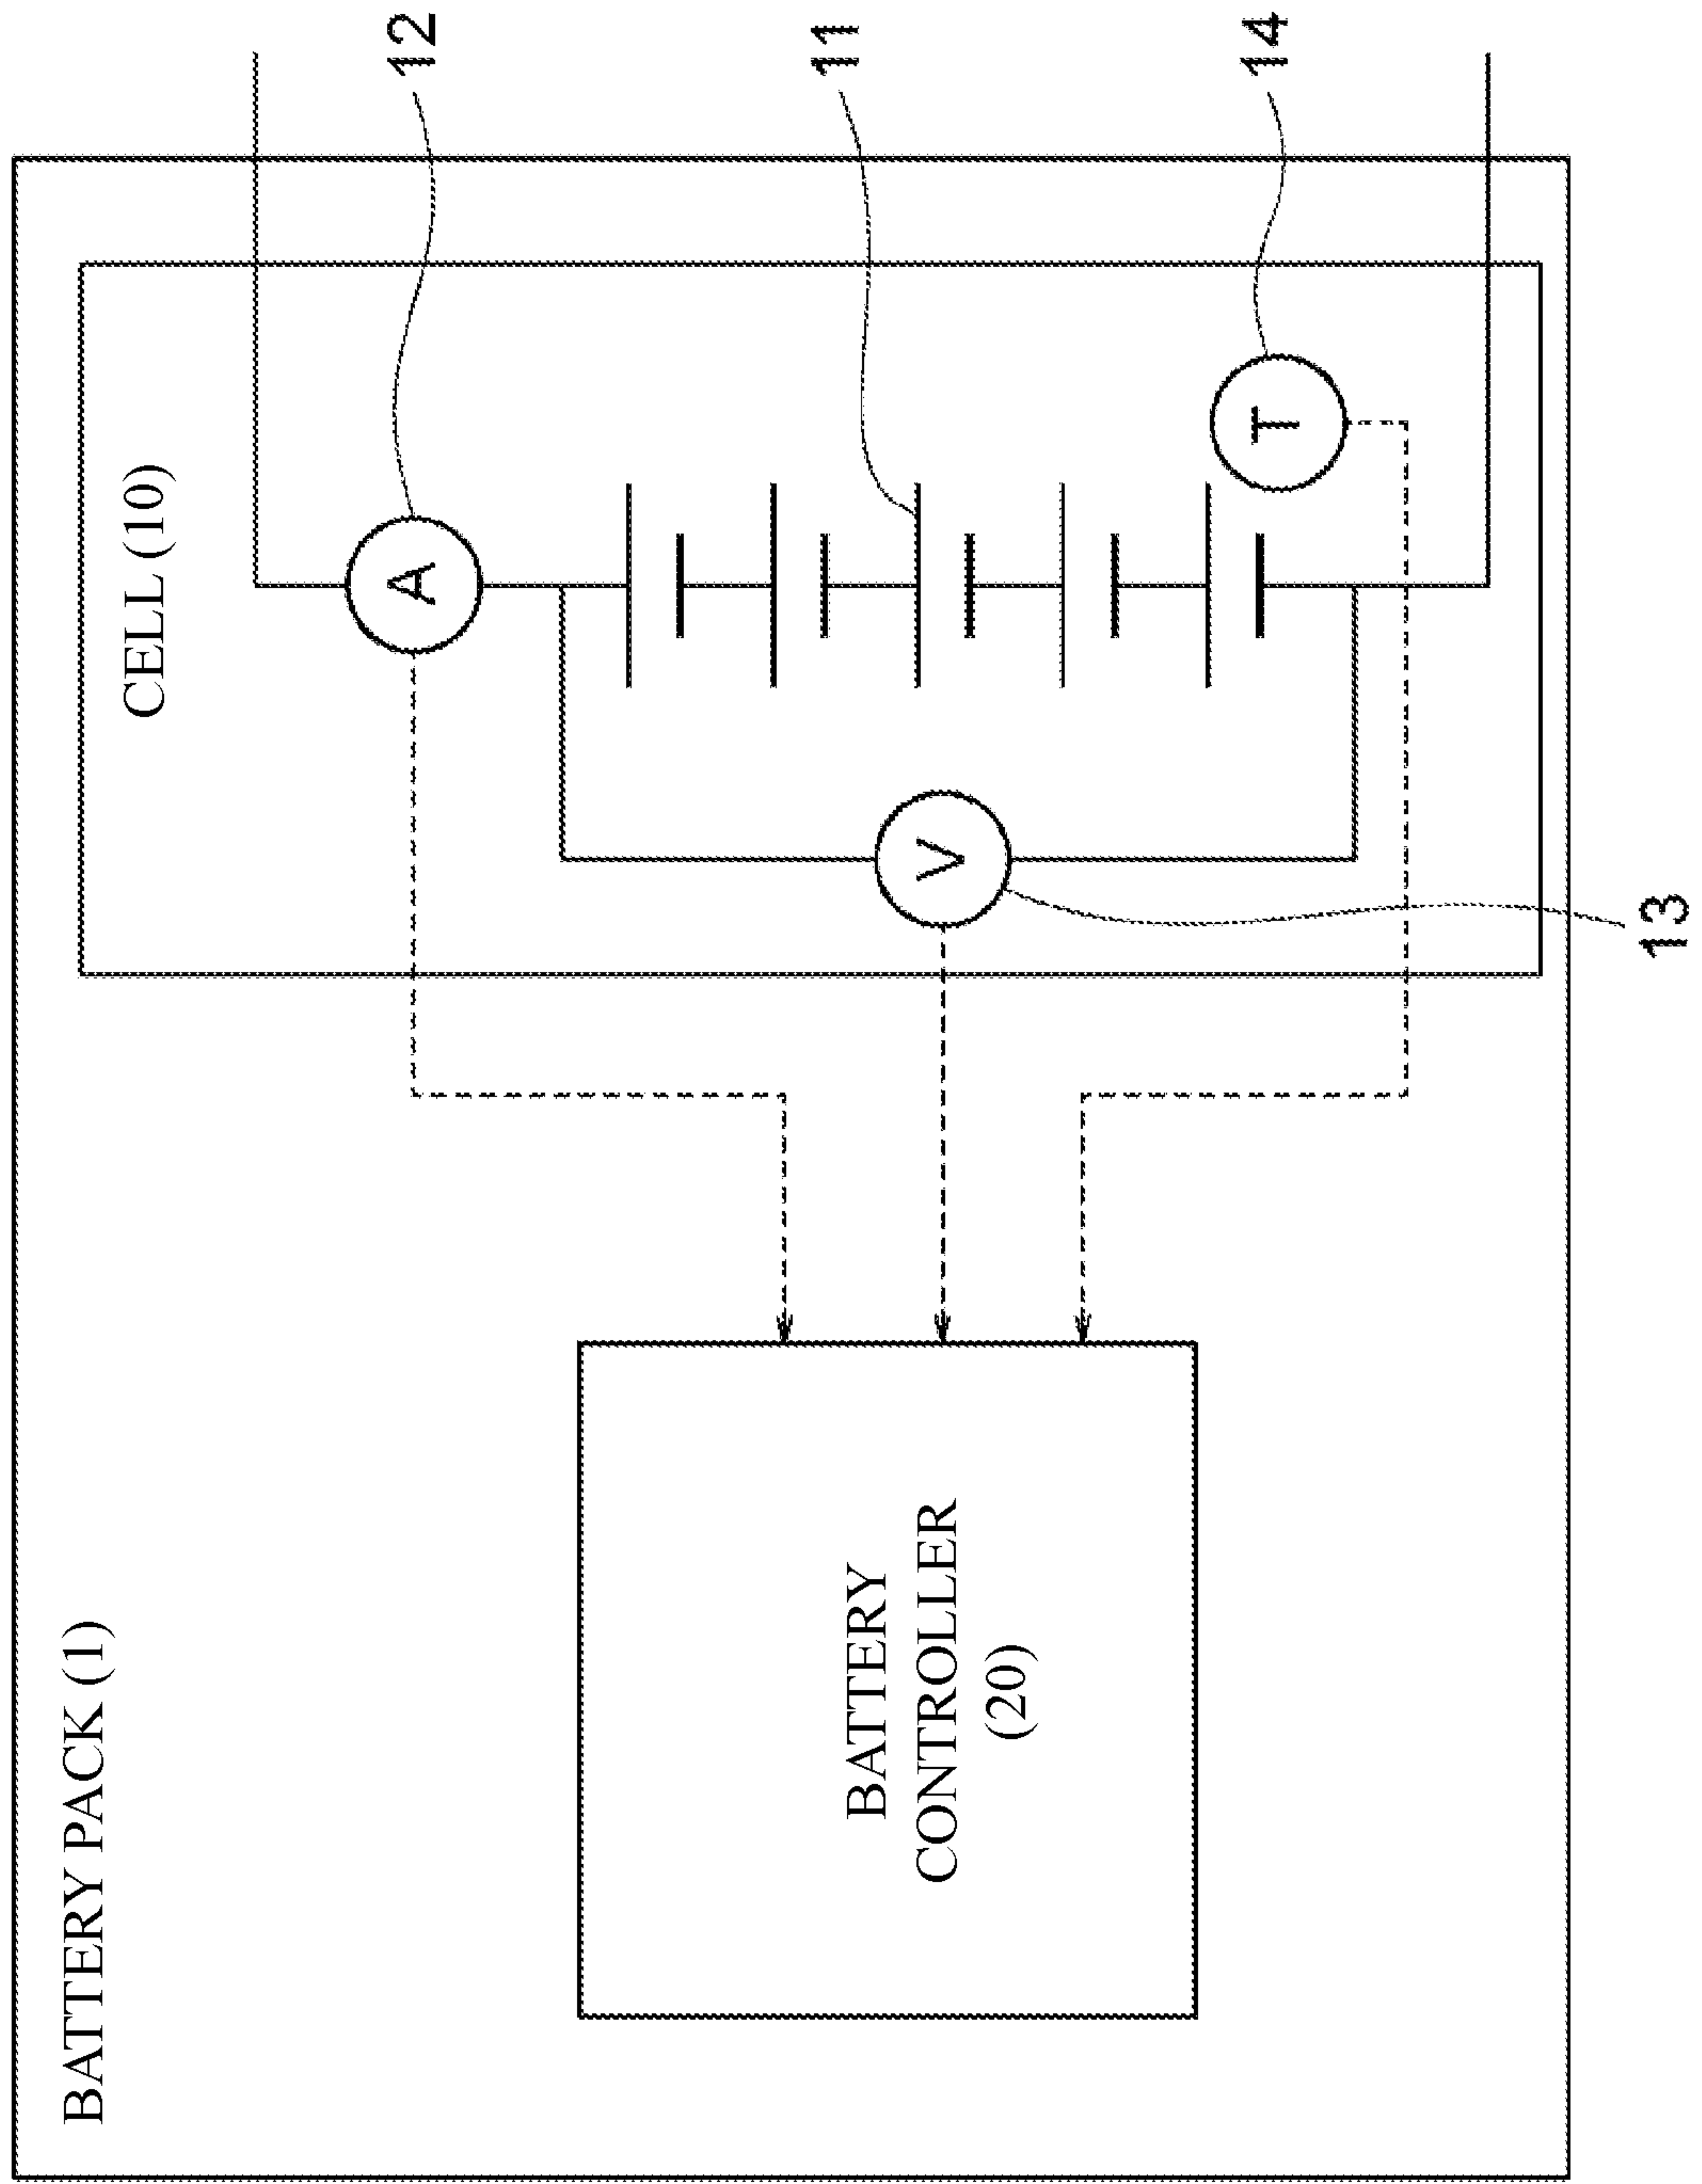 BATTERY PACK (1)
CELL (10)
12
A
11
14
T
V
13
BATTERY
CONTROLLER
(20)